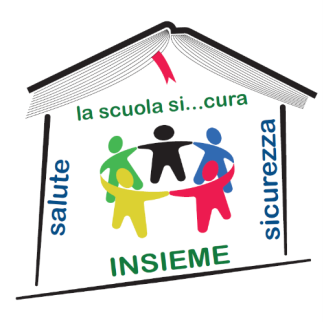 la scuola si...cura
salute
sicurezza
INSIEME